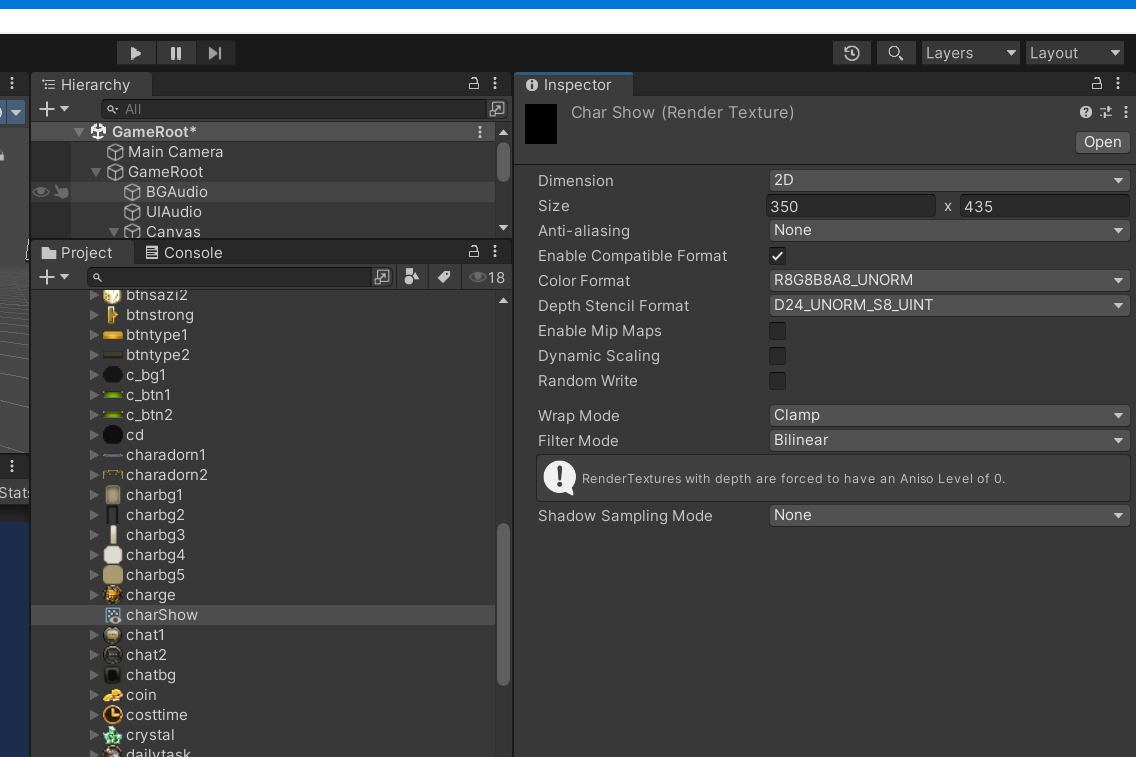 Layers
Layout
Hierarchy
All
GameRoot*
Main Camera
GameRoot
BGAudio
UIAudio
Canvas
Project
Console
18
btnsazi2
btnstrong
btntype1
btntype2
c_bg1
c_btn1
c_btn2
cd
charadorn1
charadorn2
charbg1
charbg2
charbg3
charbg4
charbg5
charge
charShow
chat1
chat2
chatbg
coin
costtime
crystal
dailytask
Stats
Inspector
Char Show (Render Texture)
Open
Dimension 2D
Size 350 x 435
Anti-aliasing None
Enable Compatible Format
Color Format R8G8B8A8_UNORM
Depth Stencil Format D24_UNORM_S8_UINT
Enable Mip Maps
Dynamic Scaling
Random Write
Wrap Mode Clamp
Filter Mode Bilinear
RenderTextures with depth are forced to have an Aniso Level of 0.
Shadow Sampling Mode None